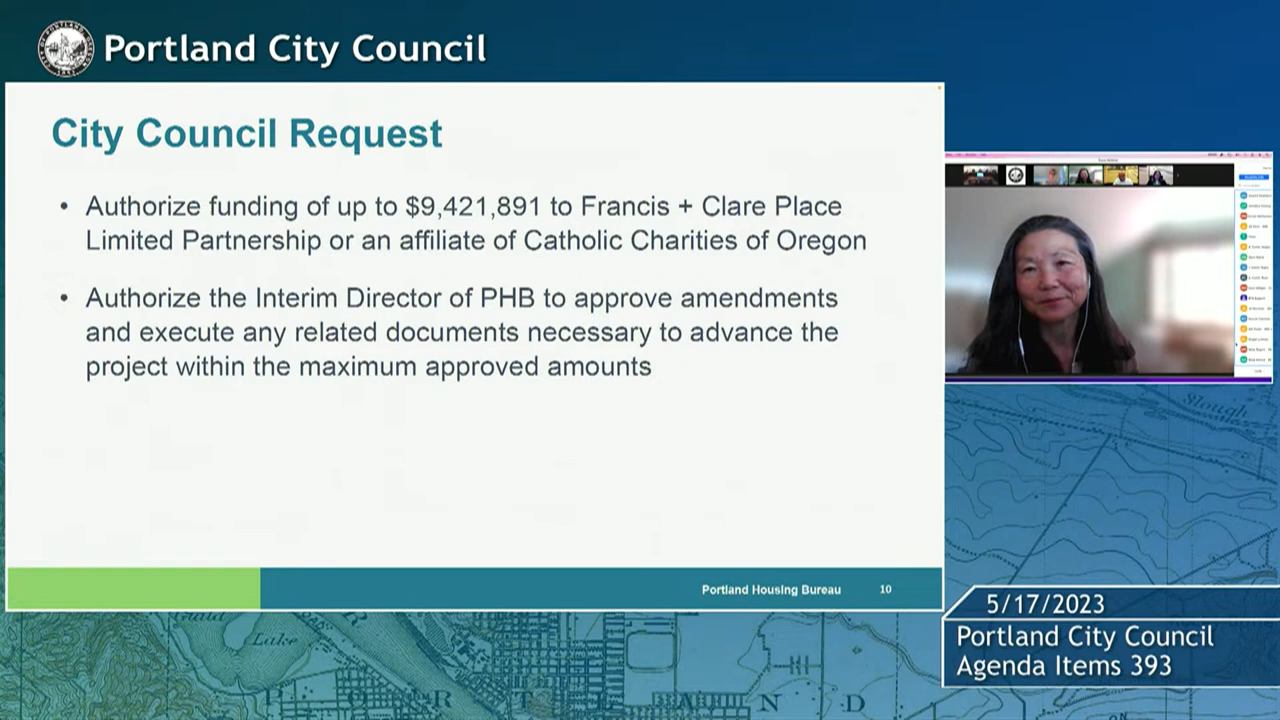 Portland City Council
City Council Request
• Authorize funding of up to $9,421,891 to Francis + Clare Place
Limited Partnership or an affiliate of Catholic Charities of Oregon
• Authorize the Interim Director of PHB to approve amendments
and execute any related documents necessary to advance the
project within the maximum approved amounts
Portland Housing Bureau 10
Slough
5/17/2023
Portland City Council
Agenda Items 393
Guild
Lake